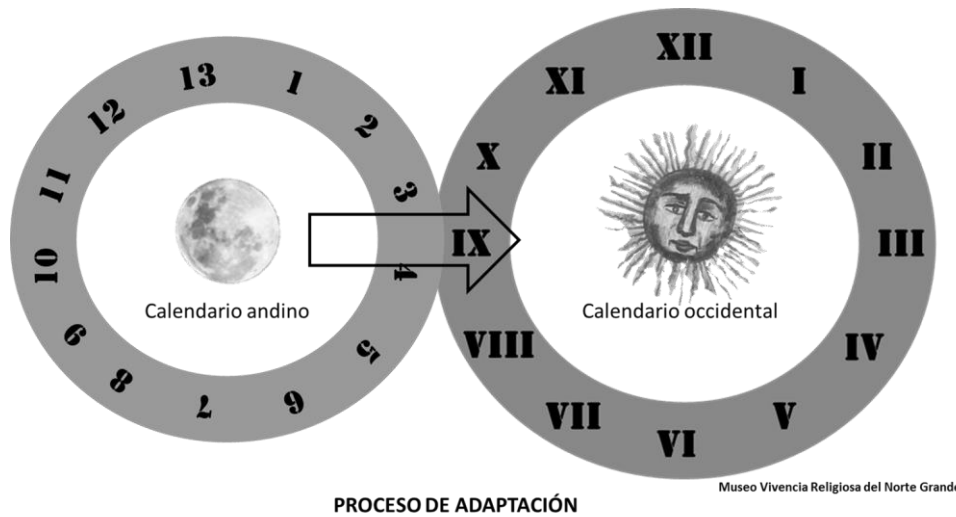 13
1
2
3
4
5
6
7
8
9
10
11
12
Calendario andino
XII
I
II
III
IV
V
VI
VII
VIII
IX
X
XI
Calendario occidental
Museo Vivencia Religiosa del Norte Grande
PROCESO DE ADAPTACIÓN